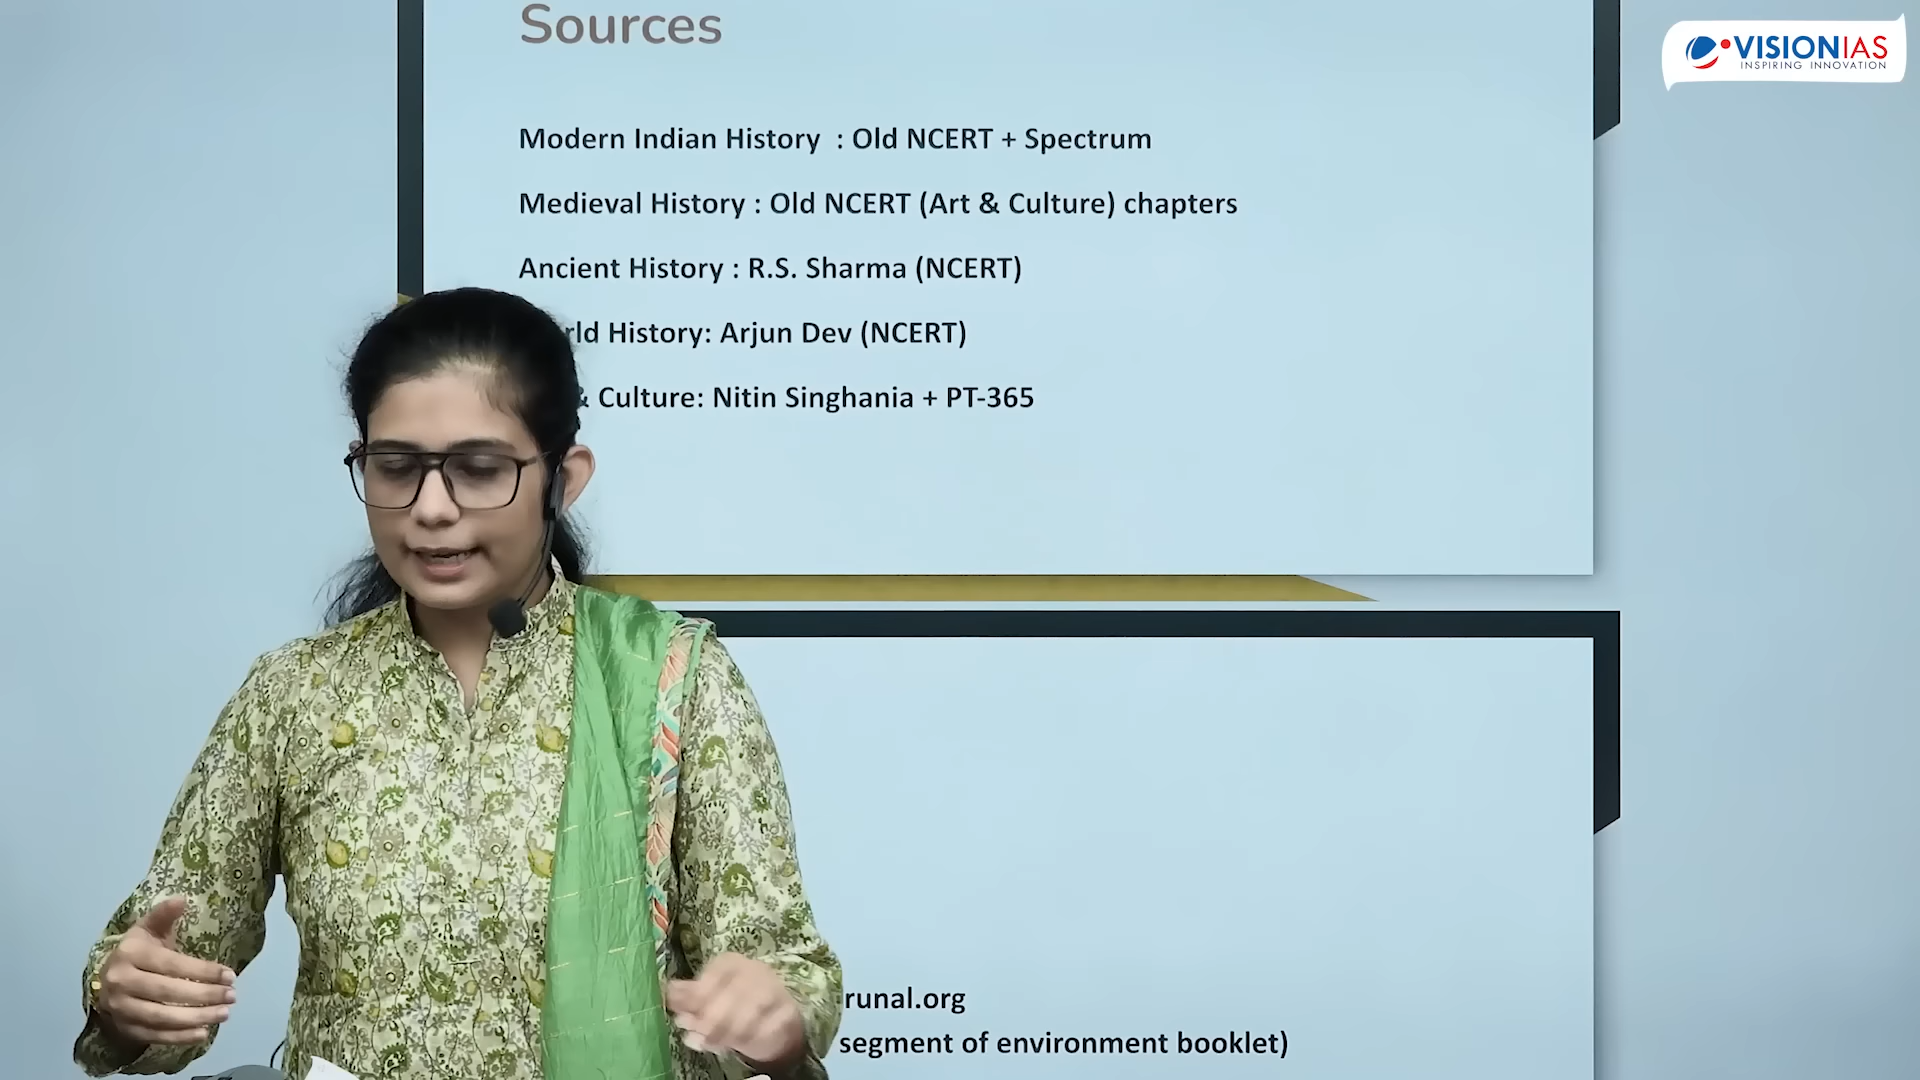 Sources
VISIONIAS
INSPIRING INNOVATION
Modern Indian History : Old NCERT + Spectrum
Medieval History : Old NCERT (Art & Culture) chapters
Ancient History : R.S. Sharma (NCERT)
History: Arjun Dev (NCERT)
& Culture: Nitin Singhania + PT-365
runal.org
segment of environment booklet)